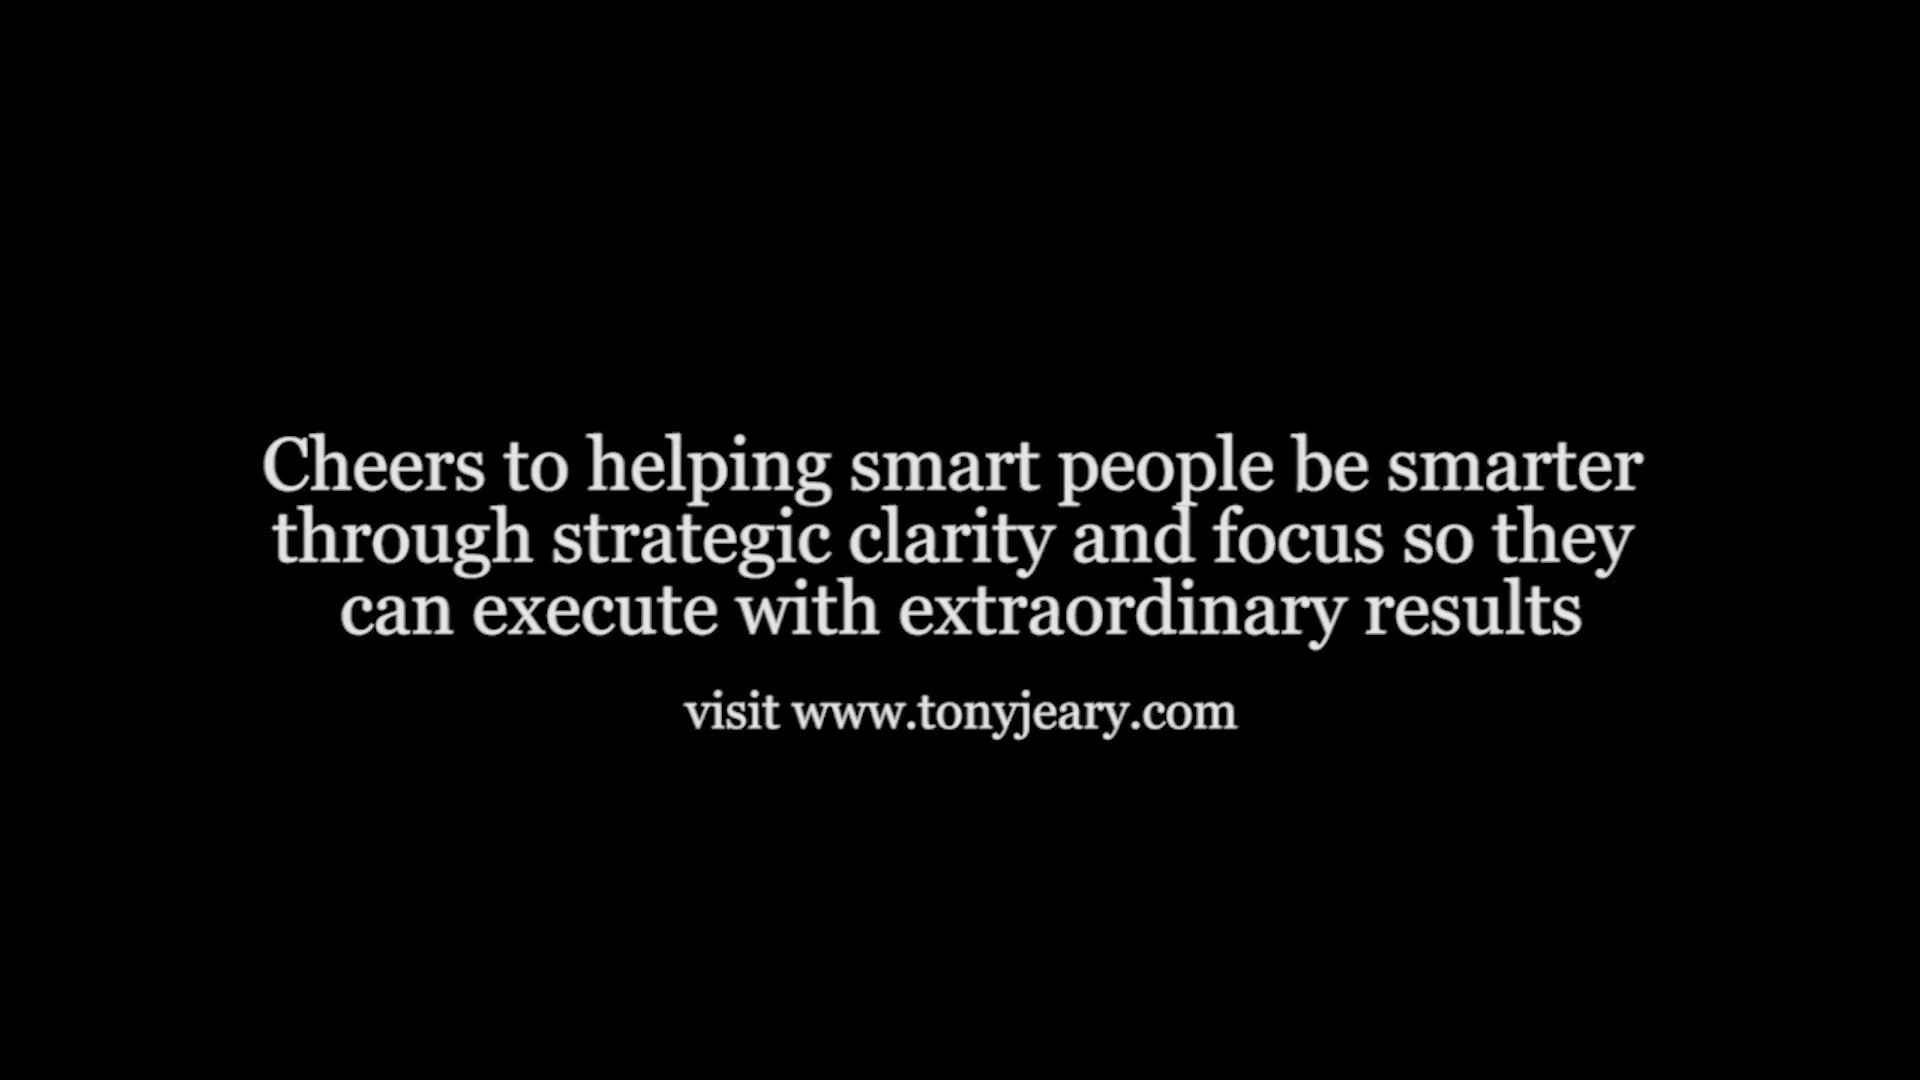 Cheers to helping smart people be smarter
through strategic clarity and focus so they
can execute with extraordinary results
visit www.tonyjeary.com